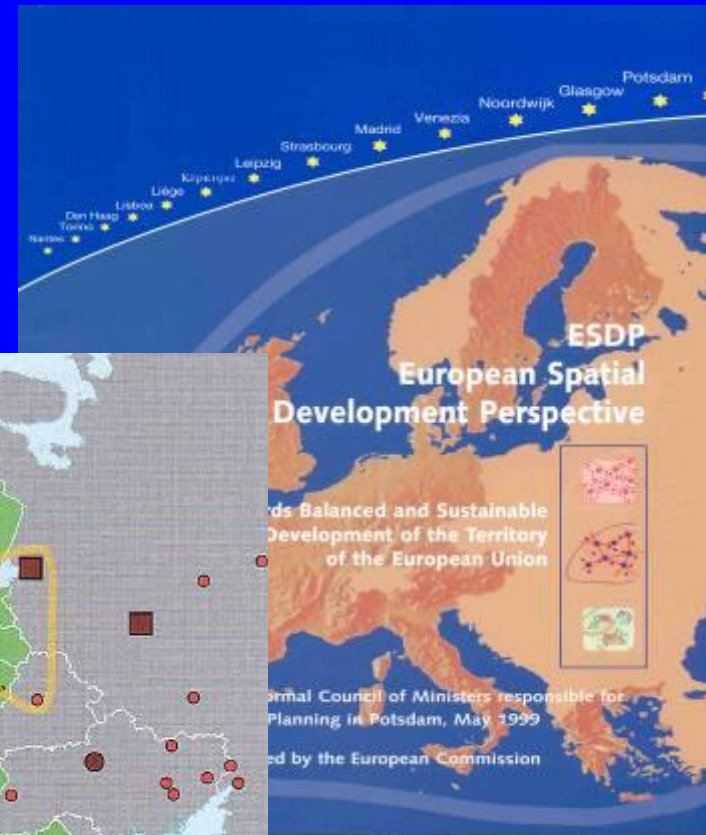 Potsdam
Glasgow
Noordwijk
Venezia
Madrid
Strasbourg
Leipzig
Κέρκυρα
Liège
Lisboa
Den Haag
Torino
Nantes
ESDP
European Spatial
Development Perspective
rds Balanced and Sustainable
Development of the Territory
of the European Union
ormal Council of Ministers responsible for
Planning in Potsdam, May 1999
ed by the European Commission